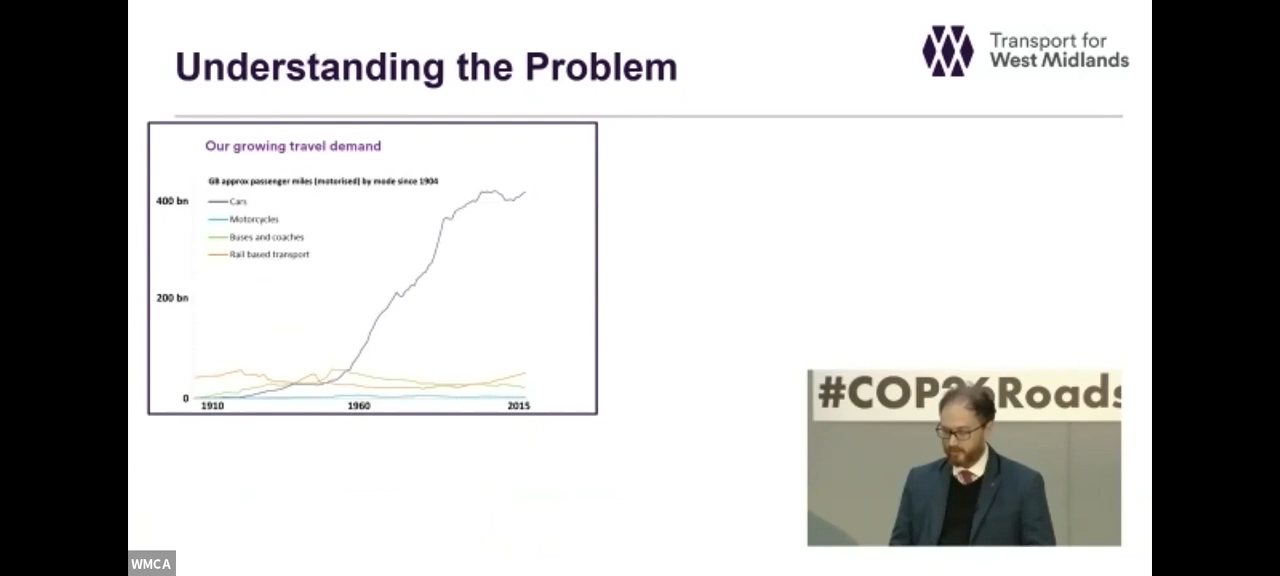 Understanding the Problem
Transport for
West Midlands
Our growing travel demand
GB approx passenger miles (motorised) by mode since 1904
Cars
Motorcycles
Buses and coaches
Rail based transport
400 bn
200 bn
0
1910 1960 2015
#COP26Roads
WMCA